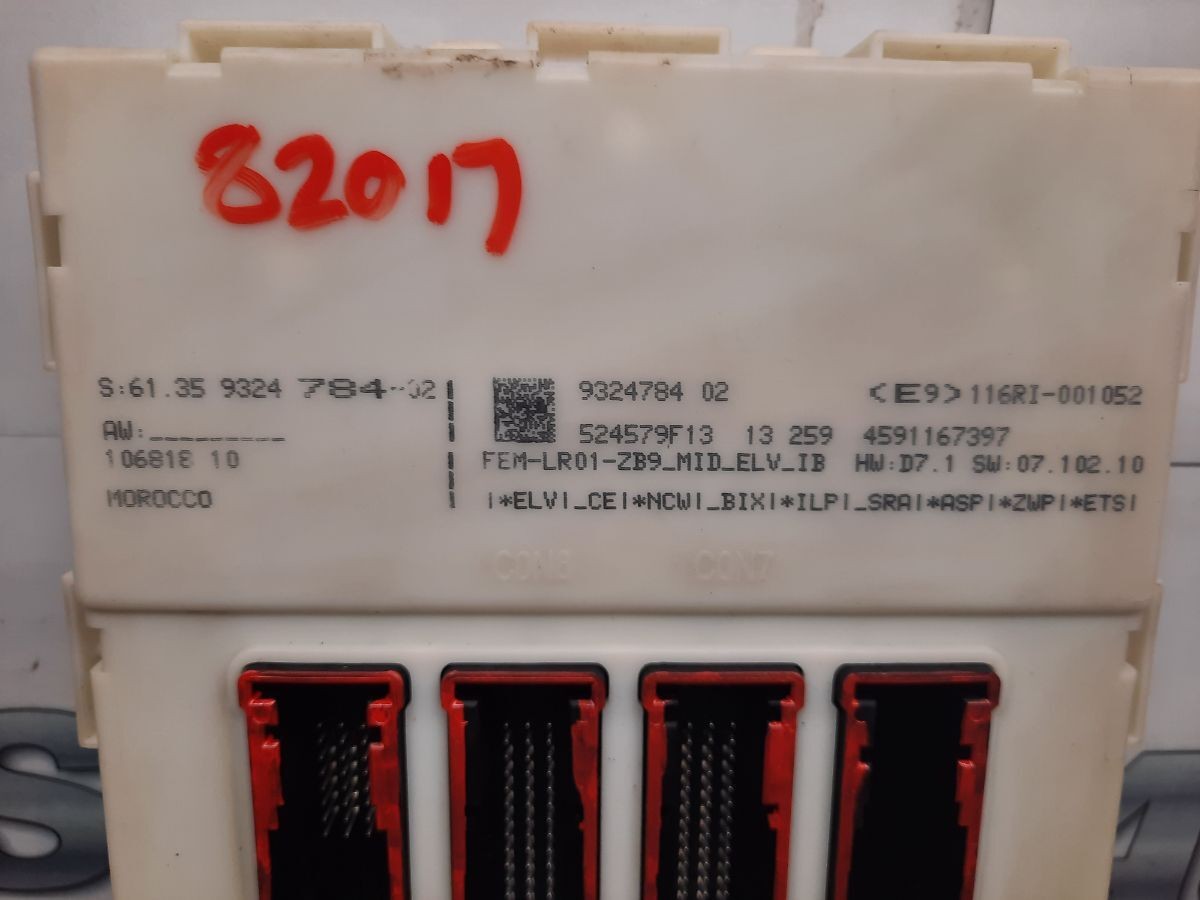 82017
S:61.35 9324 784-02
AW:_________
106818 10
MOROCCO
9324784 02 <E9>116RI-001052
524579F13 13 259 4591167397
FEM-LR01-ZB9_MID_ELV_IB HW:D7.1 SW:07.102.10
|*ELV|_CE|*NCW|_BIX|*ILP|_SRA|*ASP|*ZWP|*ETS|
CON6 CON7